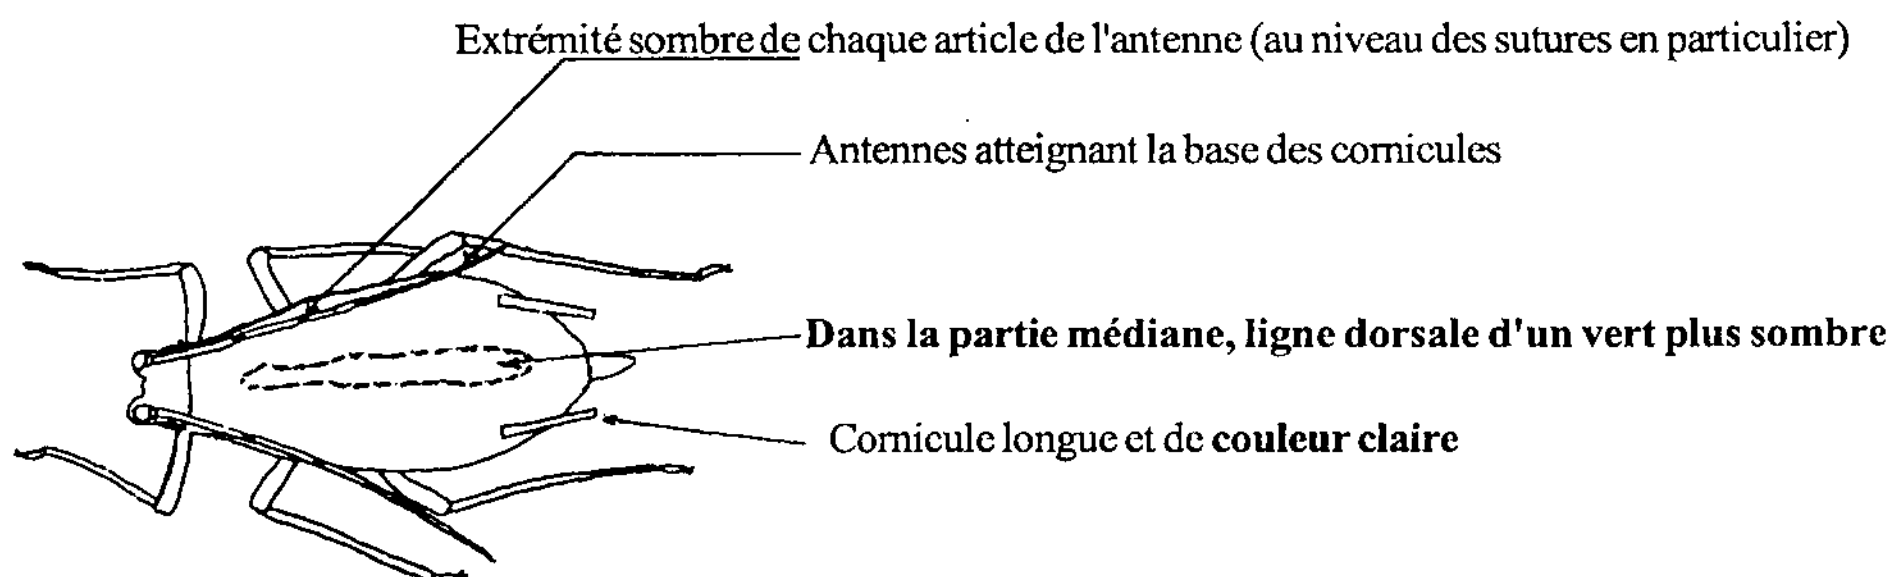 Extrémité sombre de chaque article de l'antenne (au niveau des sutures en particulier)
Antennes atteignant la base des cornicules
Dans la partie médiane, ligne dorsale d'un vert plus sombre
Cornicule longue et de couleur claire